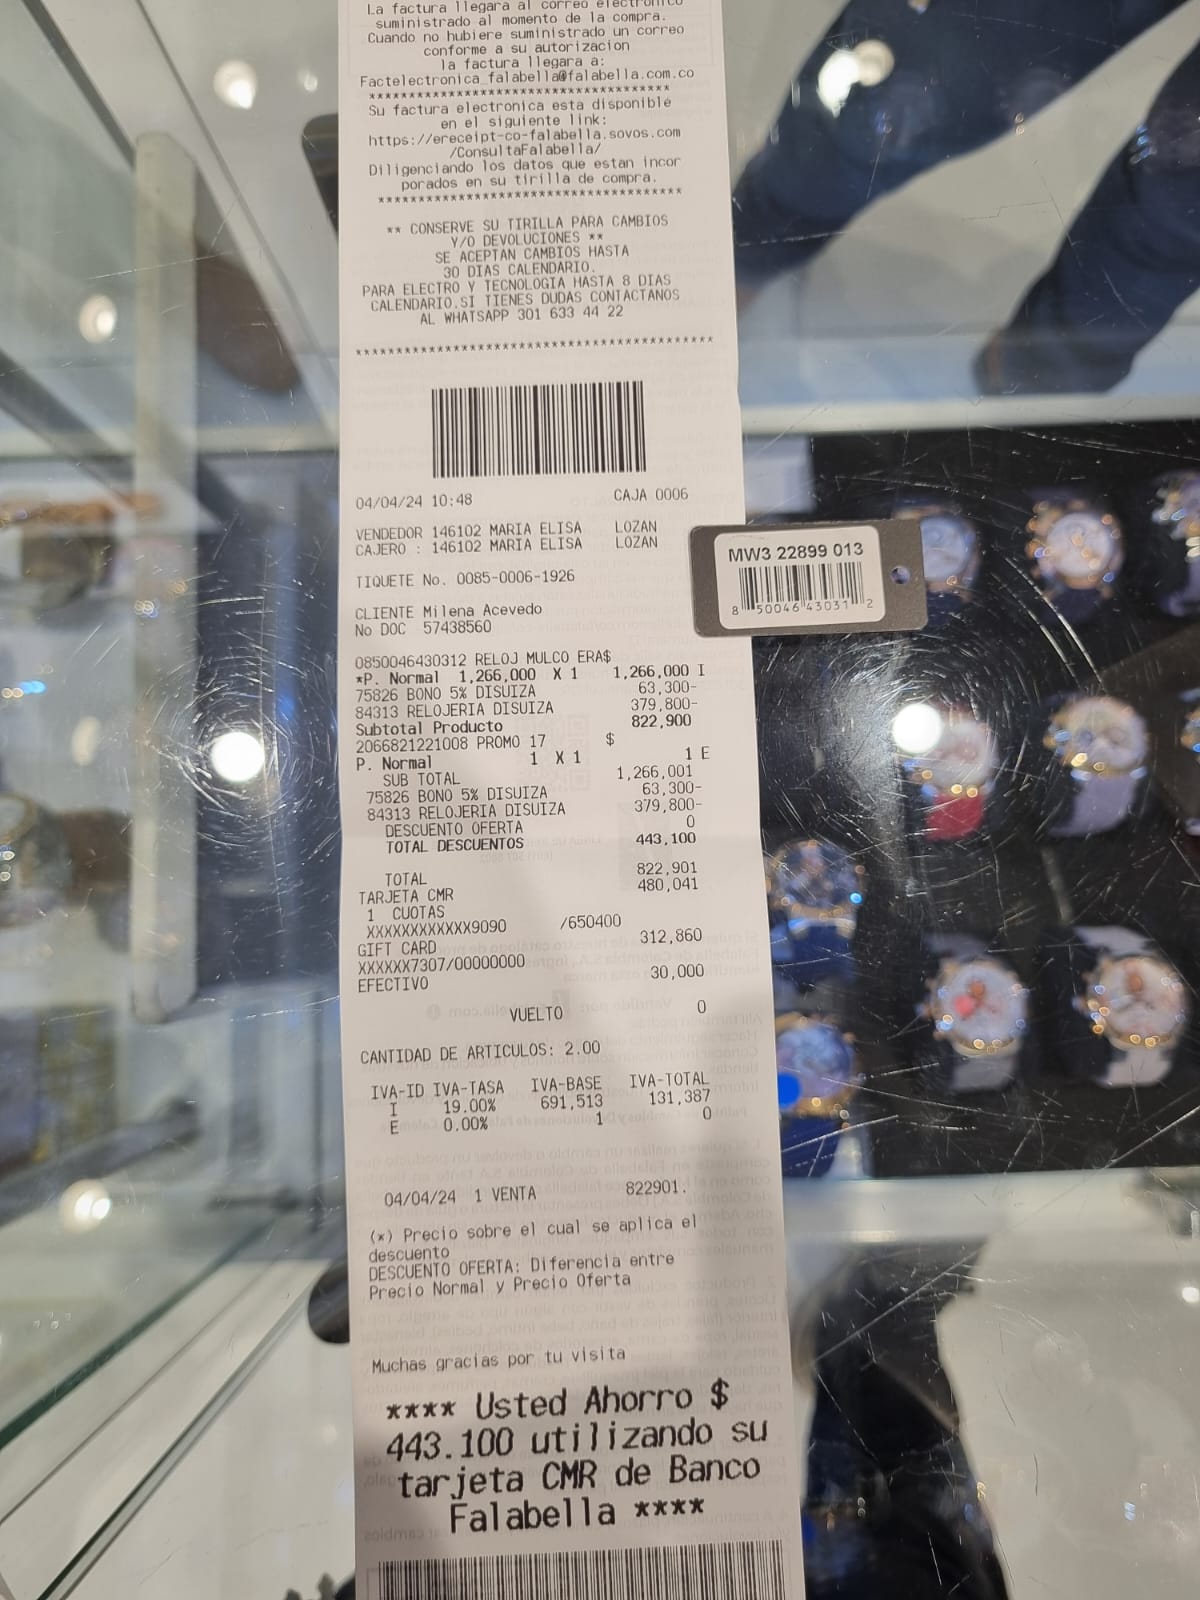 La factura llegara al correo electronico
suministrado al momento de la compra.
Cuando no hubiere suministrado un correo
conforme a su autorizacion
la factura llegara a:
Factelectronica_falabella@falabella.com.co
*************************************
Su factura electronica esta disponible
en el siguiente link:
https://ereceipt-co-falabella.sovos.com
/ConsultaFalabella/
Diligenciando los datos que estan incor
porados en su tirilla de compra.
*************************************
** CONSERVE SU TIRILLA PARA CAMBIOS
Y/O DEVOLUCIONES **
SE ACEPTAN CAMBIOS HASTA
30 DIAS CALENDARIO.
PARA ELECTRO Y TECNOLOGIA HASTA 8 DIAS
CALENDARIO.SI TIENES DUDAS CONTACTANOS
AL WHATSAPP 301 633 44 22
********************************************
04/04/24 10:48 CAJA 0006
VENDEDOR 146102 MARIA ELISA LOZAN
CAJERO : 146102 MARIA ELISA LOZAN
TIQUETE No. 0085-0006-1926
CLIENTE Milena Acevedo
No DOC 57438560
0850046430312 RELOJ MULCO ERA$
*P. Normal 1,266,000 X 1 1,266,000 I
75826 BONO 5% DISUIZA 63,300-
84313 RELOJERIA DISUIZA 379,800-
Subtotal Producto 822,900
2066821221008 PROMO 17 $
P. Normal 1 X 1 1 E
SUB TOTAL 1,266,001
75826 BONO 5% DISUIZA 63,300-
84313 RELOJERIA DISUIZA 379,800-
DESCUENTO OFERTA 0
TOTAL DESCUENTOS 443,100
TOTAL 822,901
TARJETA CMR 480,041
1 CUOTAS
XXXXXXXXXXXX9090 /650400
GIFT CARD 312,860
XXXXXX7307/00000000
EFECTIVO 30,000
VUELTO 0
CANTIDAD DE ARTICULOS: 2.00
IVA-ID IVA-TASA IVA-BASE IVA-TOTAL
I 19.00% 691,513 131,387
E 0.00% 1 0
04/04/24 1 VENTA 822901.
(*) Precio sobre el cual se aplica el
descuento
DESCUENTO OFERTA: Diferencia entre
Precio Normal y Precio Oferta
Muchas gracias por tu visita
**** Usted Ahorro $
443.100 utilizando su
tarjeta CMR de Banco
Falabella ****
MW3 22899 013
8 50046 43031 2